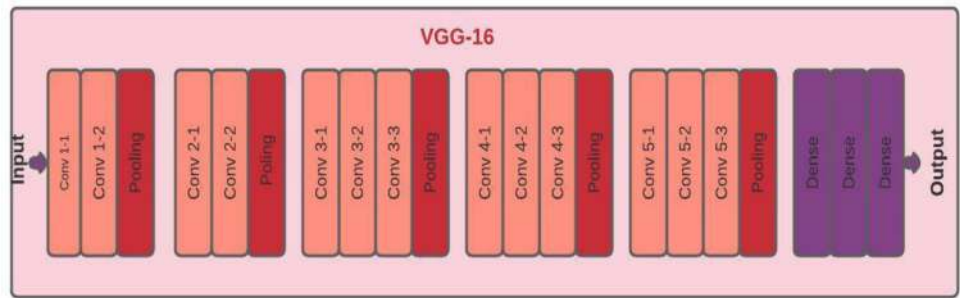 VGG-16
Input
Conv 1-1
Conv 1-2
Pooling
Conv 2-1
Conv 2-2
Poling
Conv 3-1
Conv 3-2
Conv 3-3
Pooling
Conv 4-1
Conv 4-2
Conv 4-3
Pooling
Conv 5-1
Conv 5-2
Conv 5-3
Pooling
Dense
Dense
Dense
Output